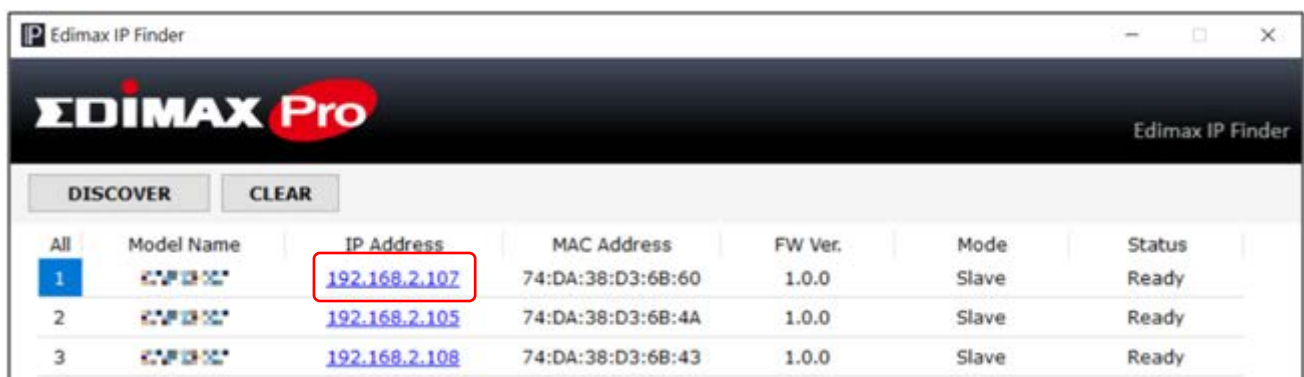 Edimax IP Finder
EDIMAX Pro
Edimax IP Finder
DISCOVER CLEAR
All Model Name IP Address MAC Address FW Ver. Mode Status
1 192.168.2.107 74:DA:38:D3:6B:60 1.0.0 Slave Ready
2 192.168.2.105 74:DA:38:D3:6B:4A 1.0.0 Slave Ready
3 192.168.2.108 74:DA:38:D3:6B:43 1.0.0 Slave Ready